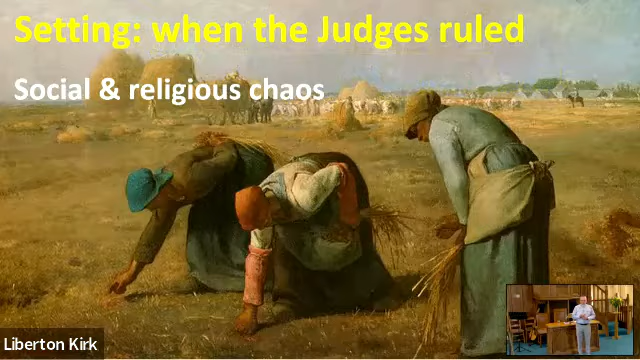 Setting: when the Judges ruled
Social & religious chaos
Liberton Kirk